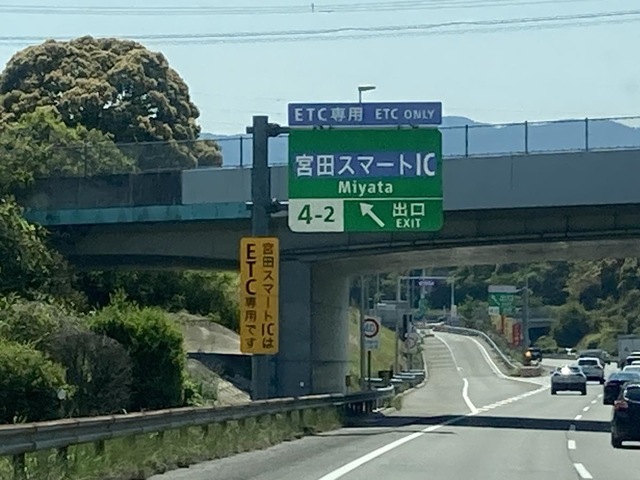 ETC専用 ETC ONLY
宮田スマートIC
Miyata
4-2 出口
EXIT
宮田スマートICは
ETC専用です
40